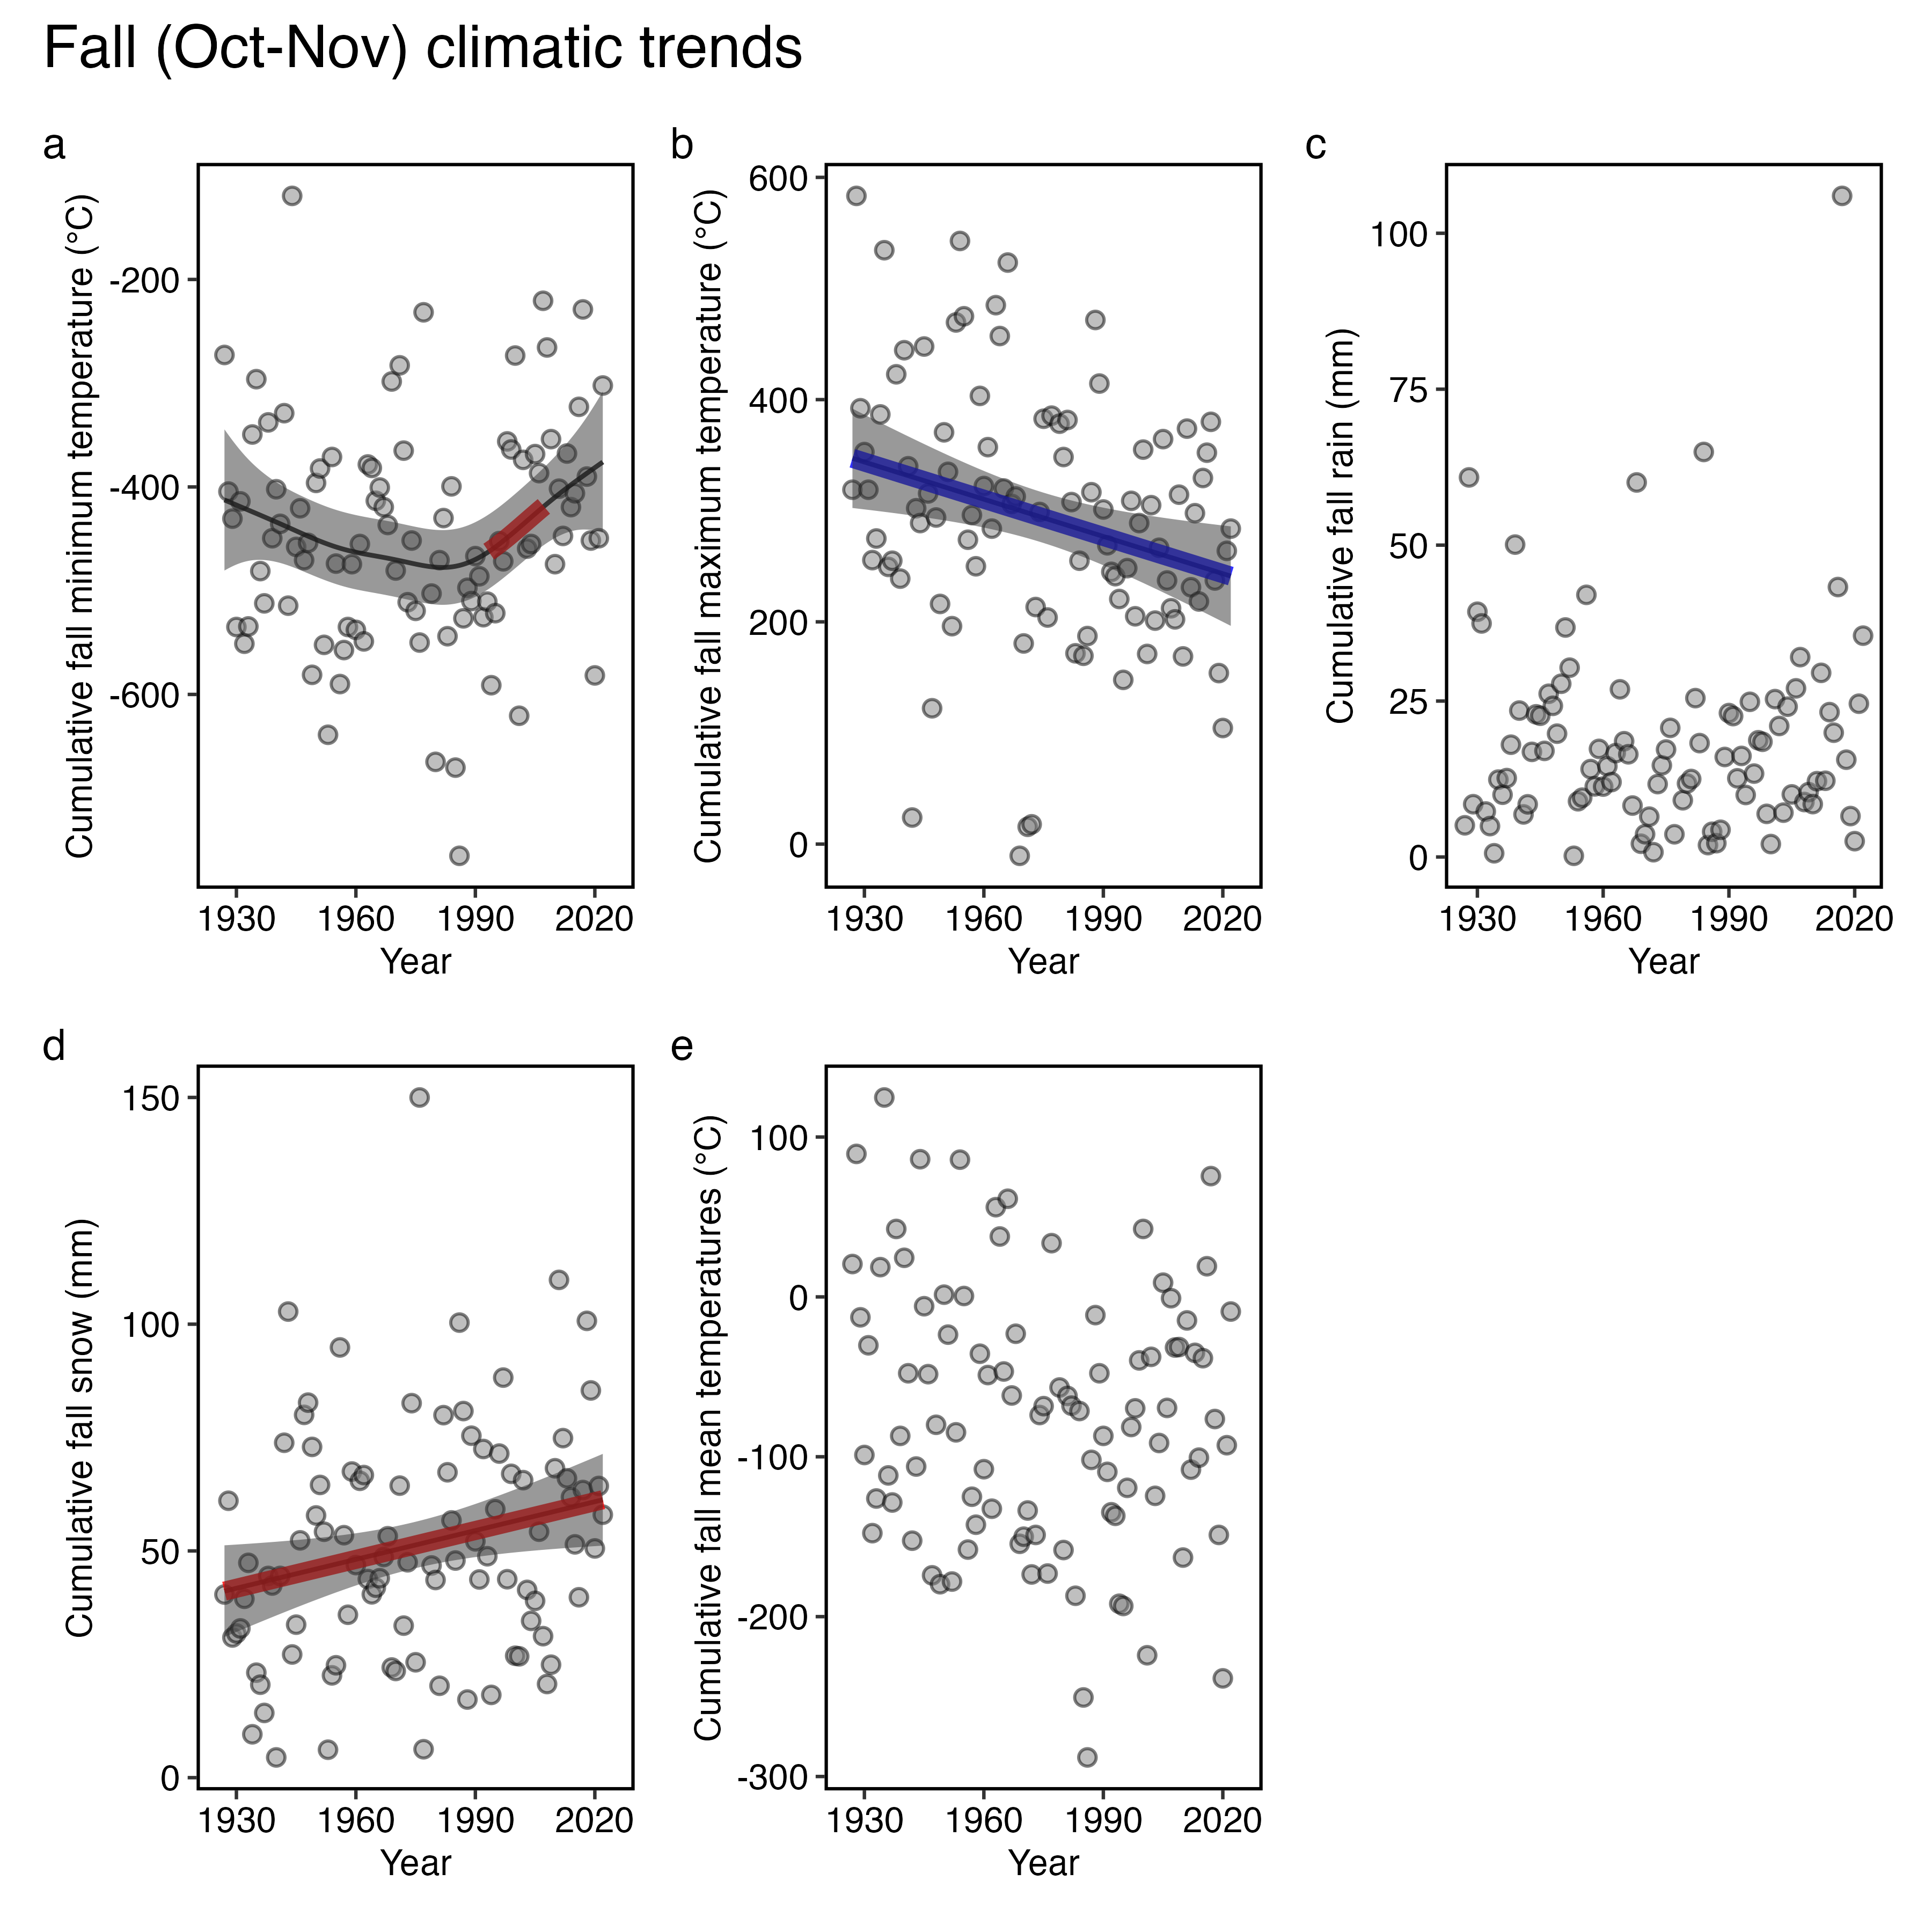 Fall (Oct-Nov) climatic trends
a
Cumulative fall minimum temperature (°C)
-200
-400
-600
1930 1960 1990 2020
Year
b
Cumulative fall maximum temperature (°C)
600
400
200
0
1930 1960 1990 2020
Year
c
Cumulative fall rain (mm)
100
75
50
25
0
1930 1960 1990 2020
Year
d
Cumulative fall snow (mm)
150
100
50
0
1930 1960 1990 2020
Year
e
Cumulative fall mean temperatures (°C)
100
0
-100
-200
-300
1930 1960 1990 2020
Year